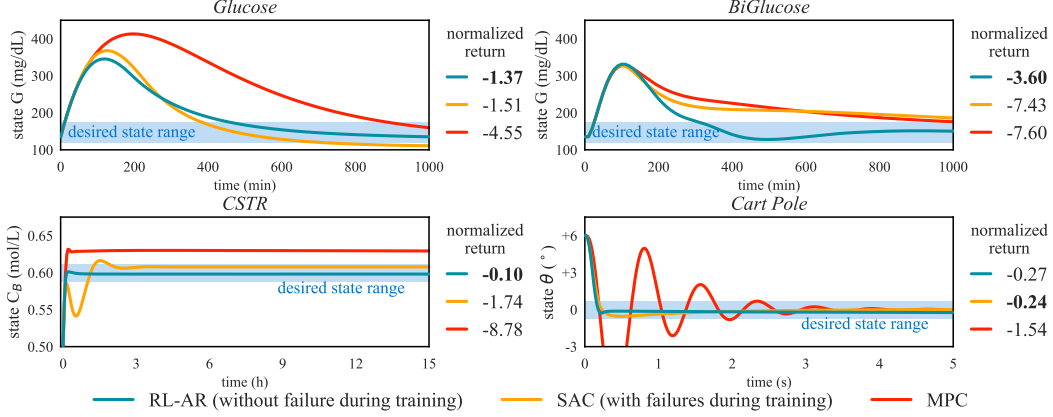 Glucose
state G (mg/dL)
400
300
200
100
desired state range
0
200
400
600
800
1000
time (min)
normalized
return
-1.37
-1.51
-4.55
BiGlucose
state G (mg/dL)
400
300
200
100
desired state range
0
200
400
600
800
1000
time (min)
normalized
return
-3.60
-7.43
-7.60
CSTR
state C_B (mol/L)
0.65
0.60
0.55
0.50
desired state range
0
3
6
9
12
15
time (h)
normalized
return
-0.10
-1.74
-8.78
Cart Pole
state θ (°)
+6
+3
0
-3
desired state range
0
1
2
3
4
5
time (s)
normalized
return
-0.27
-0.24
-1.54
RL-AR (without failure during training)
SAC (with failures during training)
MPC